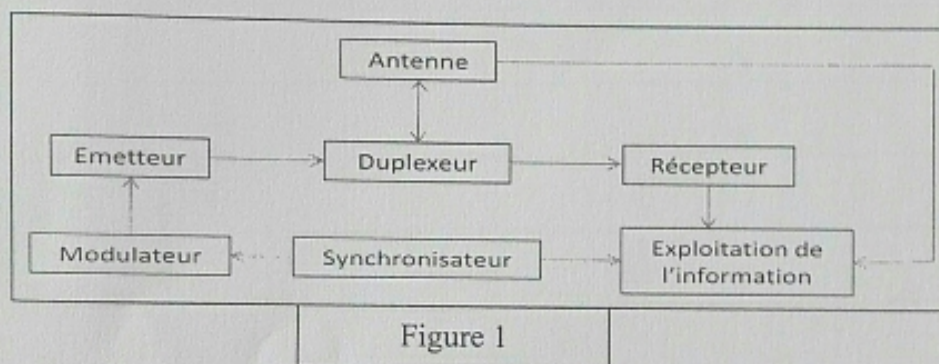 Antenne
Emetteur
Duplexeur
Récepteur
Modulateur
Synchronisateur
Exploitation de
l'information
Figure 1